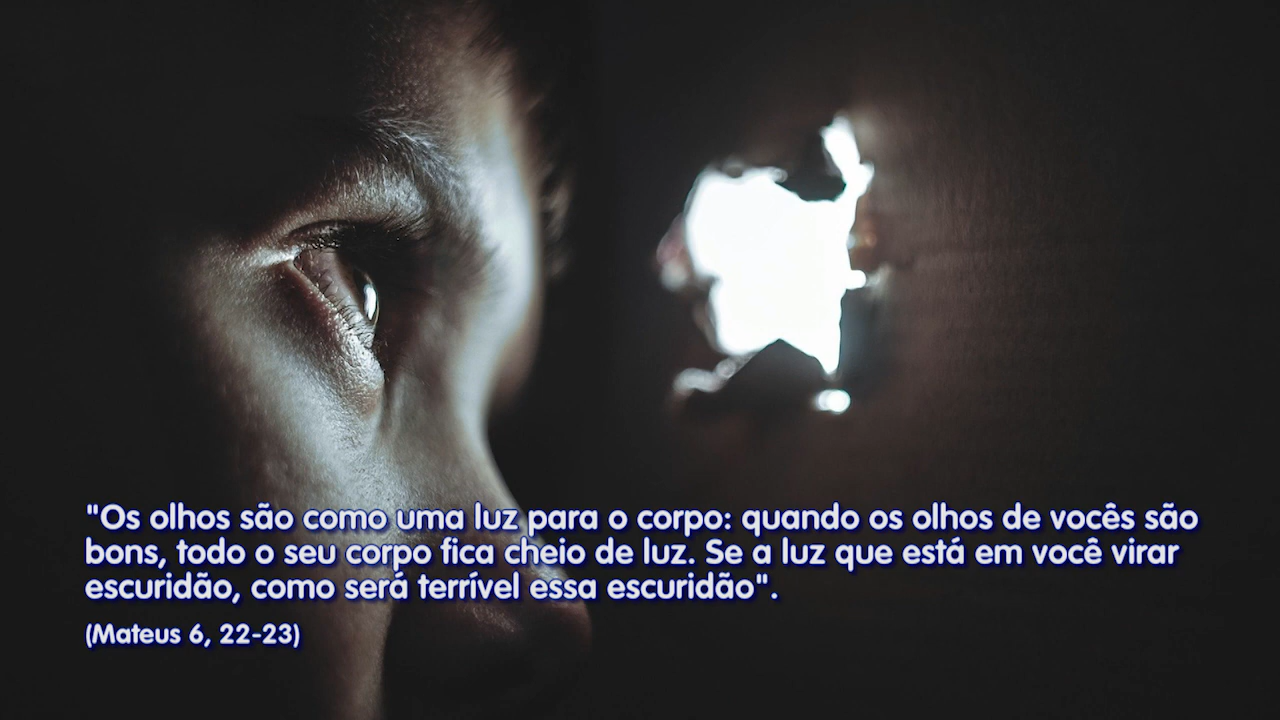 "Os olhos são como uma luz para o corpo: quando os olhos de vocês são
bons, todo o seu corpo fica cheio de luz. Se a luz que está em você virar
escuridão, como será terrível essa escuridão".
(Mateus 6, 22-23)